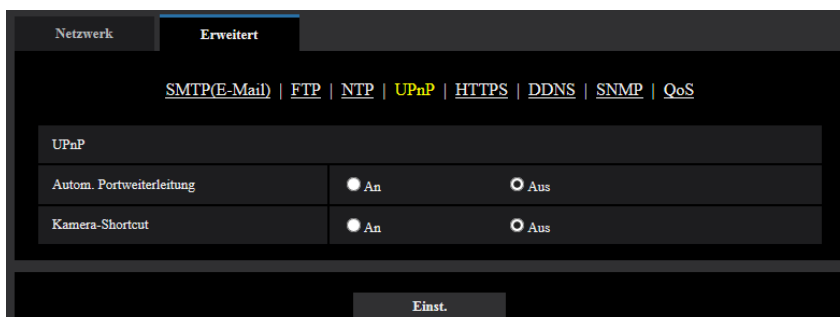 Netzwerk Erweitert
SMTP(E-Mail) | FTP | NTP | UPnP | HTTPS | DDNS | SNMP | QoS
UPnP
Autom. Portweiterleitung An Aus
Kamera-Shortcut An Aus
Einst.